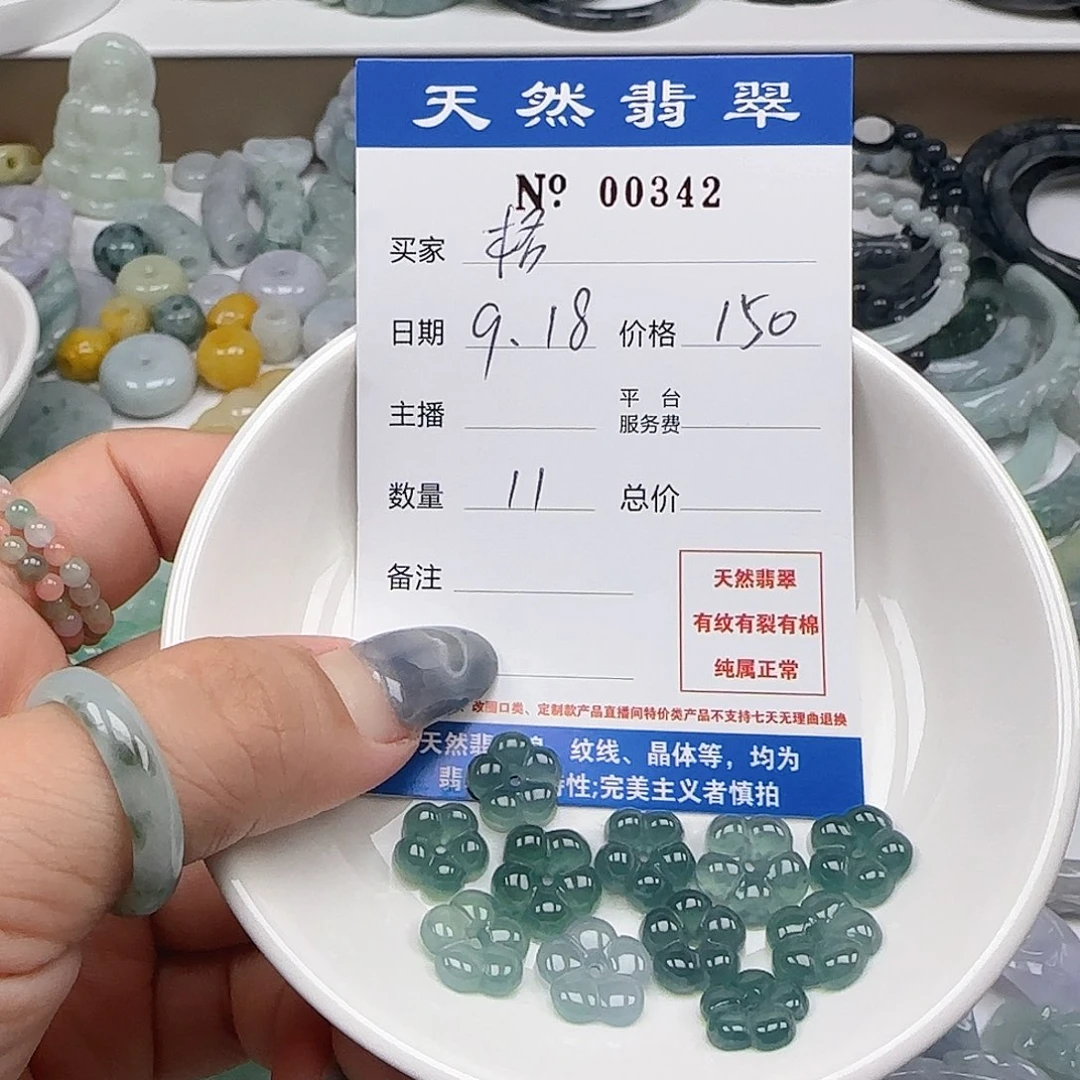 天然翡翠
Nº 00342
买家
日期 9.18 价格 150
主播 平台服务费
数量 11 总价
备注
天然翡翠
有纹有裂有棉
纯属正常
改圈口类、定制款产品直播间特价类产品不支持七天无理由退换
天然翡 纹线、晶体等，均为
翡 特性;完美主义者慎拍